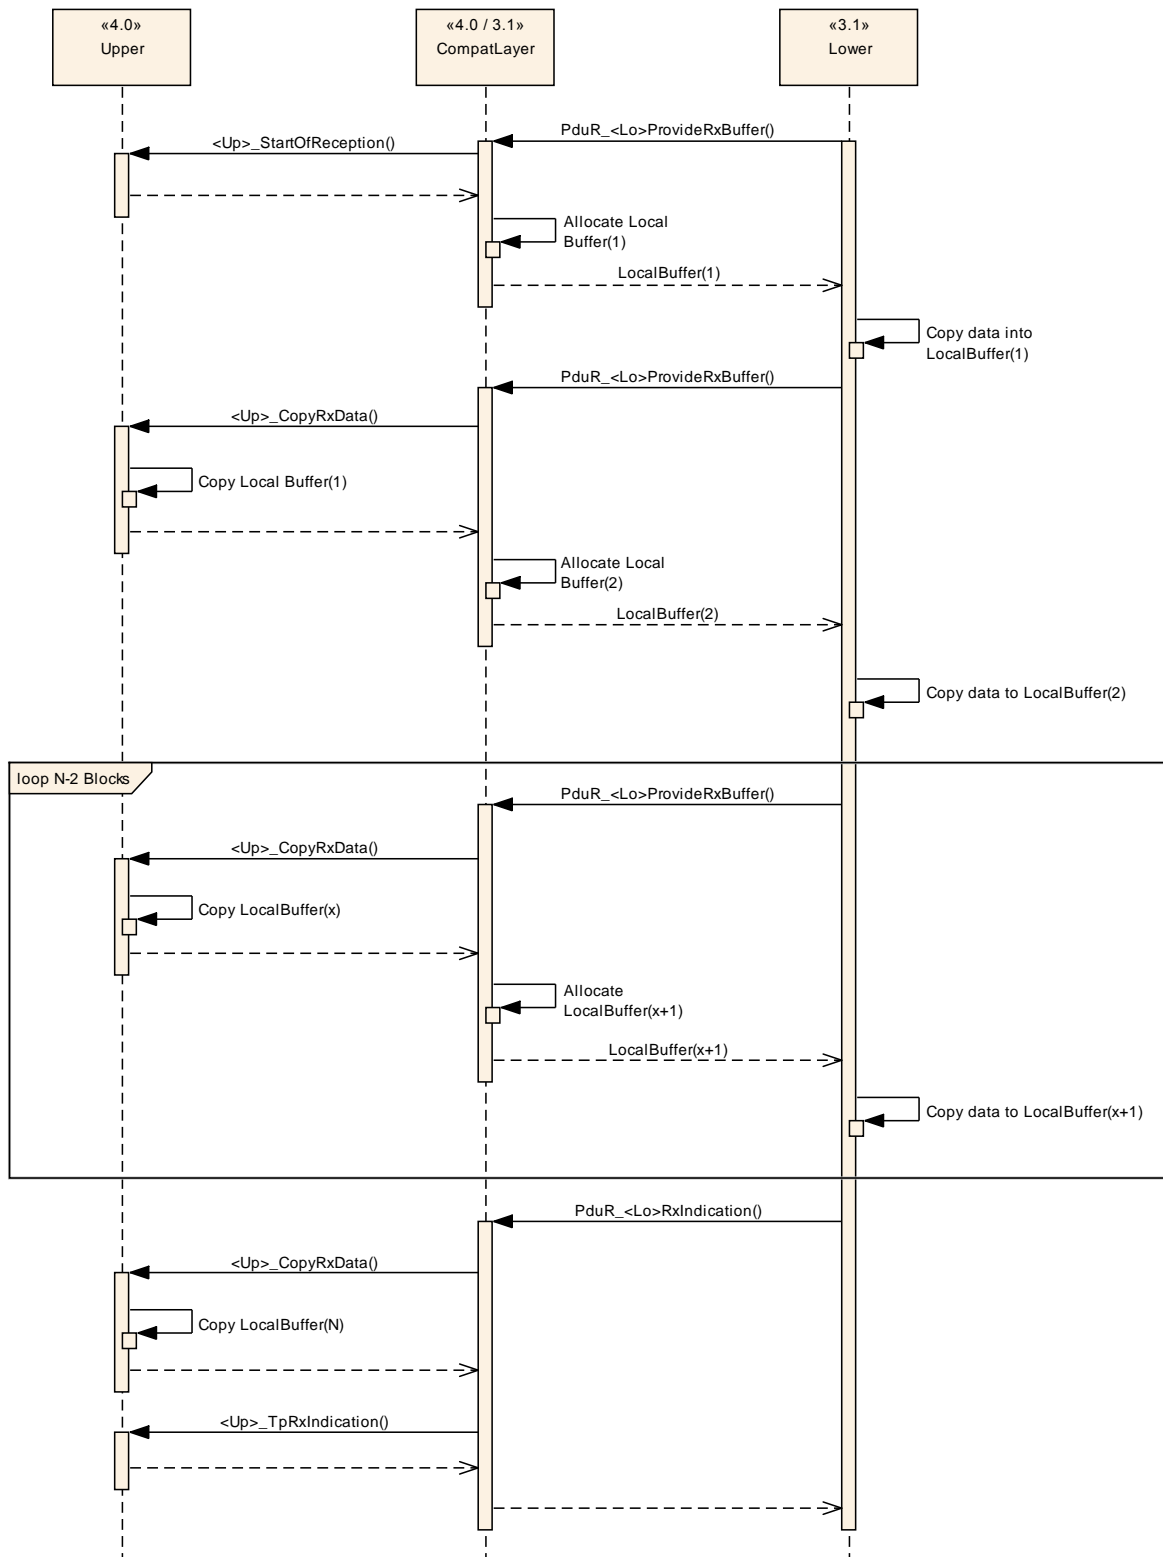 «4.0»
Upper
«4.0 / 3.1»
CompatLayer
«3.1»
Lower
PduR_<Lo>ProvideRxBuffer()
<Up>_StartOfReception()
Allocate Local
Buffer(1)
LocalBuffer(1)
Copy data into
LocalBuffer(1)
PduR_<Lo>ProvideRxBuffer()
<Up>_CopyRxData()
Copy Local Buffer(1)
Allocate Local
Buffer(2)
LocalBuffer(2)
Copy data to LocalBuffer(2)
loop N-2 Blocks
PduR_<Lo>ProvideRxBuffer()
<Up>_CopyRxData()
Copy LocalBuffer(x)
Allocate
LocalBuffer(x+1)
LocalBuffer(x+1)
Copy data to LocalBuffer(x+1)
PduR_<Lo>RxIndication()
<Up>_CopyRxData()
Copy LocalBuffer(N)
<Up>_TpRxIndication()